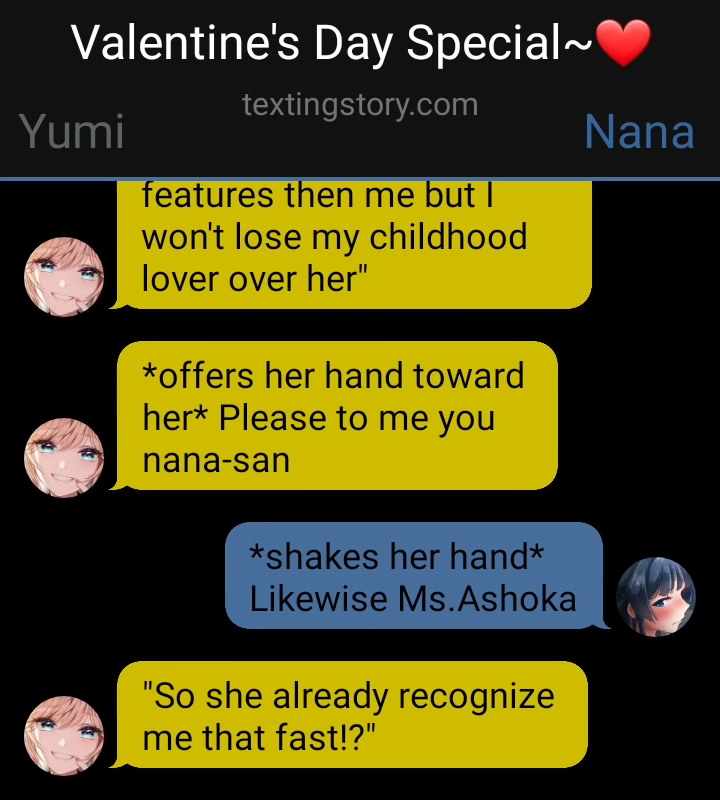 Valentine's Day Special~❤️
textingstory.com
Yumi
Nana
features then me but I
won't lose my childhood
lover over her"
*offers her hand toward
her* Please to me you
nana-san
*shakes her hand*
Likewise Ms.Ashoka
"So she already recognize
me that fast!?"